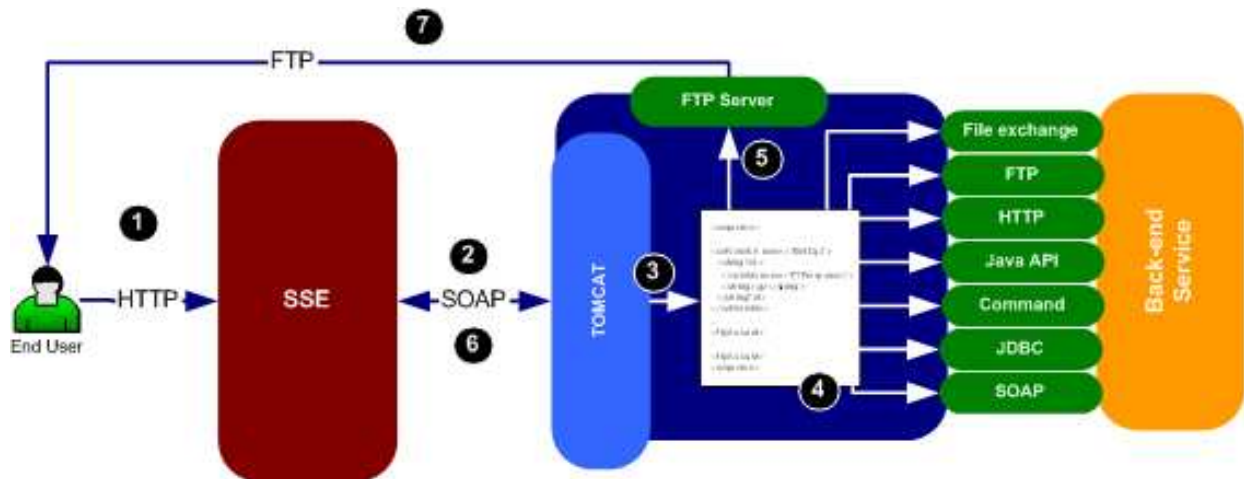 7
FTP
FTP Server
File exchange
5
FTP
1
HTTP
2
3
Java API
HTTP
SSE
SOAP
TOMCAT
Command
Back-end
Service
End User
6
JDBC
4
SOAP